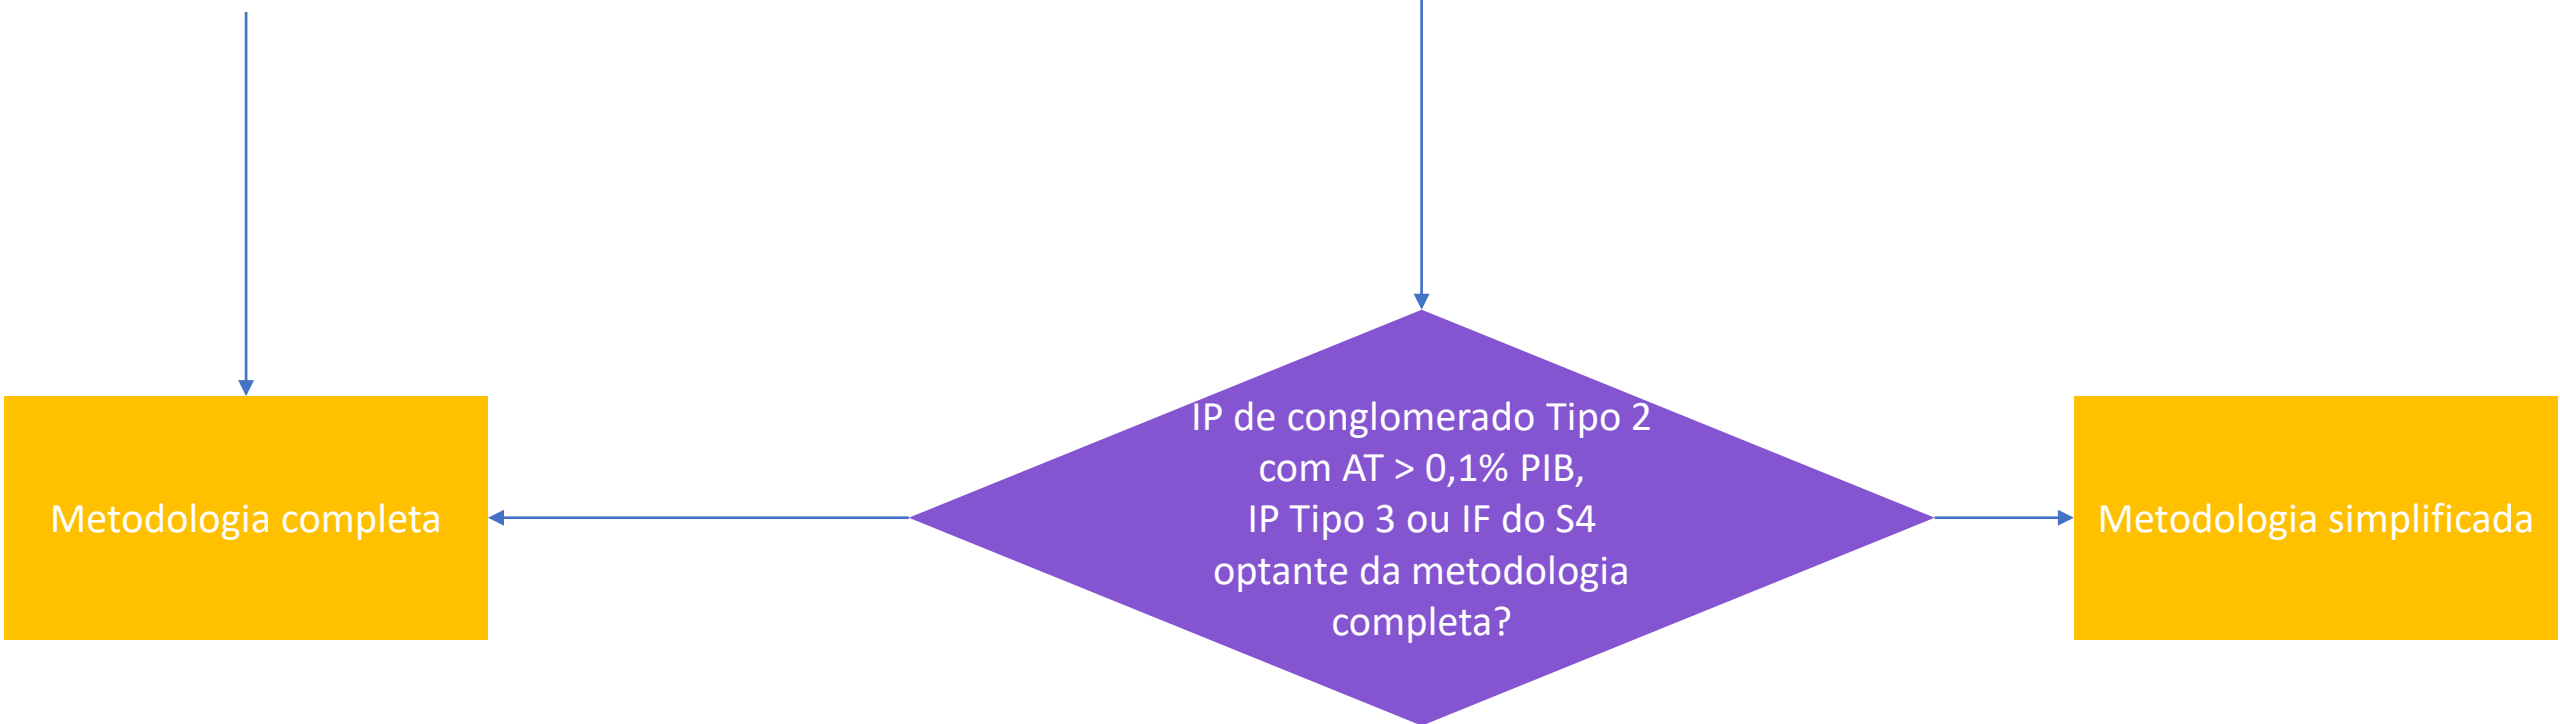 Metodologia completa
IP de conglomerado Tipo 2
com AT > 0,1% PIB,
IP Tipo 3 ou IF do S4
optante da metodologia
completa?
Metodologia simplificada